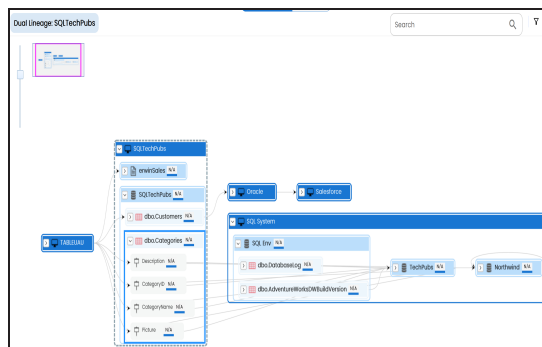 Dual Lineage: SQLTechPubs
Search
SQLTechPubs
erwinSales N/A
SQLTechPubs N/A
dbo.Customers N/A
dbo.Categories N/A
Description N/A
CategoryID N/A
CategoryName N/A
Picture N/A
TABLEUAU
Oracle
Salesforce
SQL System
SQL Env N/A
dbo.DatabaseLog N/A
dbo.AdventureWorksDWBuildVersion N/A
TechPubs N/A
Northwind N/A